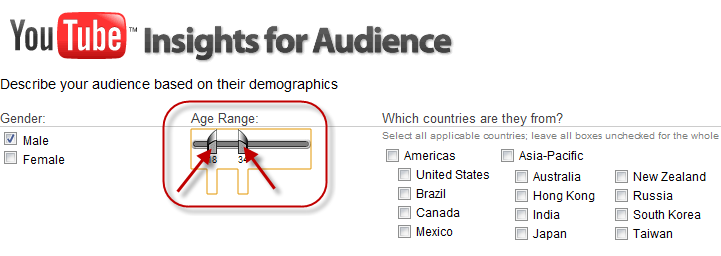 YouTube™ Insights for Audience
Describe your audience based on their demographics
Gender:
Male
Female
Age Range:
34
Which countries are they from?
Select all applicable countries; leave all boxes unchecked for the whole
Americas
United States
Brazil
Canada
Mexico
Asia-Pacific
Australia
Hong Kong
India
Japan
New Zealand
Russia
South Korea
Taiwan